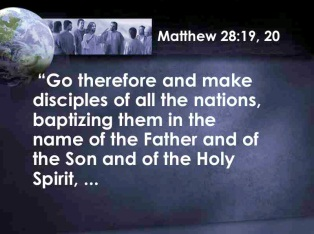 Matthew 28:19, 20
“Go therefore and make
disciples of all the nations,
baptizing them in the
name of the Father and of
the Son and of the Holy
Spirit, ...